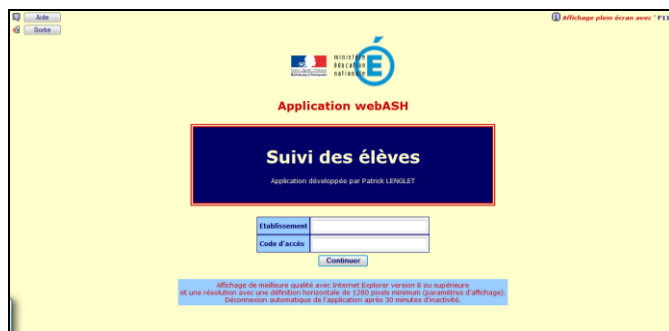 Aide
Affichage plein écran avec ' F11
Sortie
ministère
éducation
nationale
Application webASH
Suivi des élèves
Application développée par Patrick LENGLET
Etablissement
Code d'accès
Continuer
Affichage de meilleure qualité avec Internet Explorer version 8 ou supérieure
et une résolution avec une définition horizontale de 1280 pixels minimum (paramètres d'affichage).
Déconnexion automatique de l'application après 30 minutes d'inactivité.